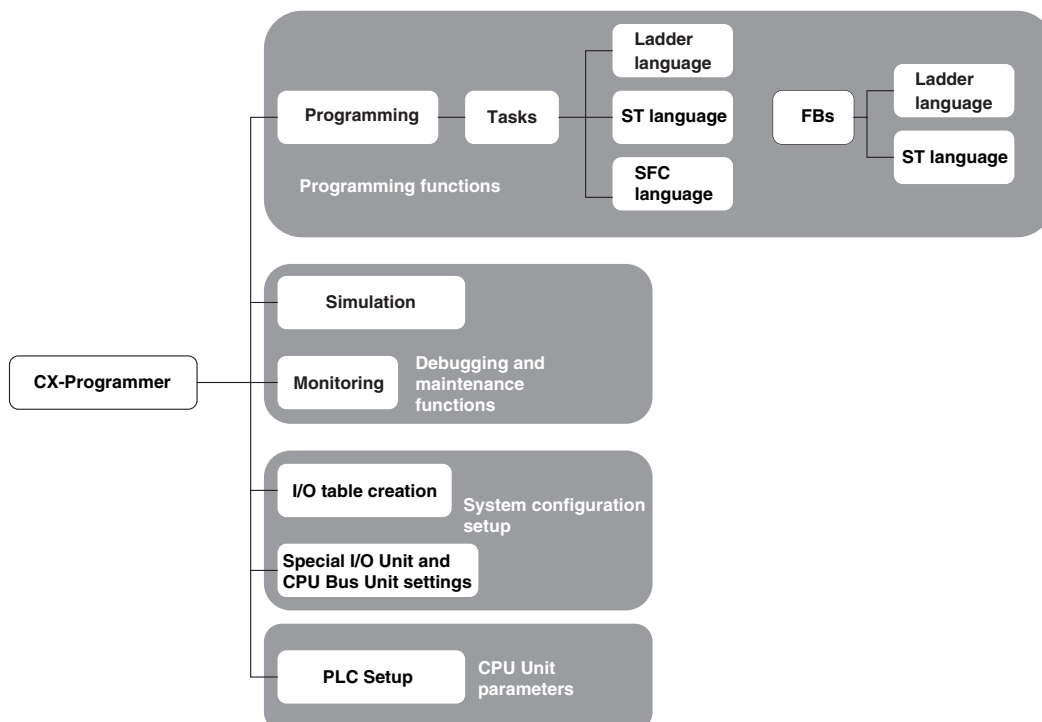 Ladder
language
Ladder
language
Programming
Tasks
ST language
FBs
ST language
SFC
language
Programming functions
Simulation
CX-Programmer
Monitoring
Debugging and
maintenance
functions
I/O table creation
System configuration
setup
Special I/O Unit and
CPU Bus Unit settings
PLC Setup
CPU Unit
parameters